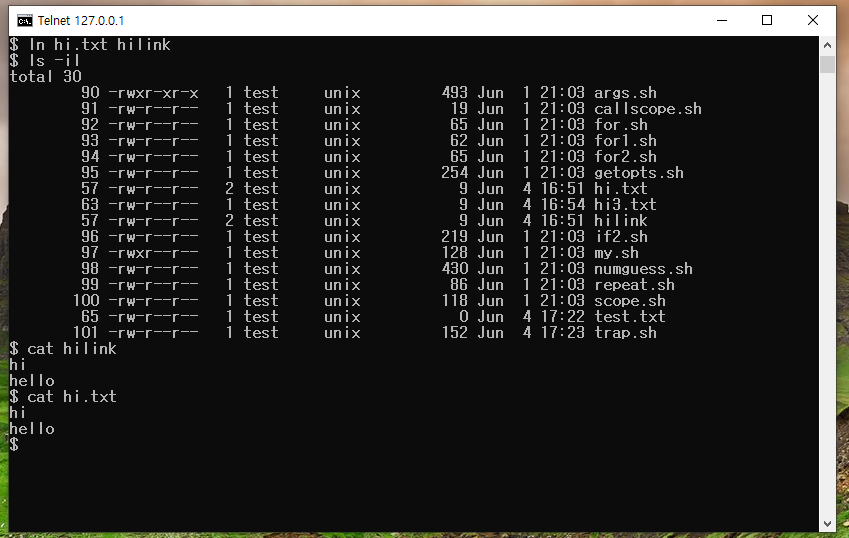 Telnet 127.0.0.1
$ ln hi.txt hilink
$ ls -il
total 30
90 -rwxr-xr-x 1 test unix 493 Jun 1 21:03 args.sh
91 -rw-r--r-- 1 test unix 19 Jun 1 21:03 callscope.sh
92 -rw-r--r-- 1 test unix 65 Jun 1 21:03 for.sh
93 -rw-r--r-- 1 test unix 62 Jun 1 21:03 for1.sh
94 -rw-r--r-- 1 test unix 65 Jun 1 21:03 for2.sh
95 -rw-r--r-- 1 test unix 254 Jun 1 21:03 getopts.sh
57 -rw-r--r-- 2 test unix 9 Jun 4 16:51 hi.txt
63 -rw-r--r-- 1 test unix 9 Jun 4 16:54 hi3.txt
57 -rw-r--r-- 2 test unix 9 Jun 4 16:51 hilink
96 -rw-r--r-- 1 test unix 219 Jun 1 21:03 if2.sh
97 -rwxr--r-- 1 test unix 128 Jun 1 21:03 my.sh
98 -rw-r--r-- 1 test unix 430 Jun 1 21:03 numguess.sh
99 -rw-r--r-- 1 test unix 86 Jun 1 21:03 repeat.sh
100 -rw-r--r-- 1 test unix 118 Jun 1 21:03 scope.sh
65 -rw-r--r-- 1 test unix 0 Jun 4 17:22 test.txt
101 -rw-r--r-- 1 test unix 152 Jun 4 17:23 trap.sh
$ cat hilink
hi
hello
$ cat hi.txt
hi
hello
$